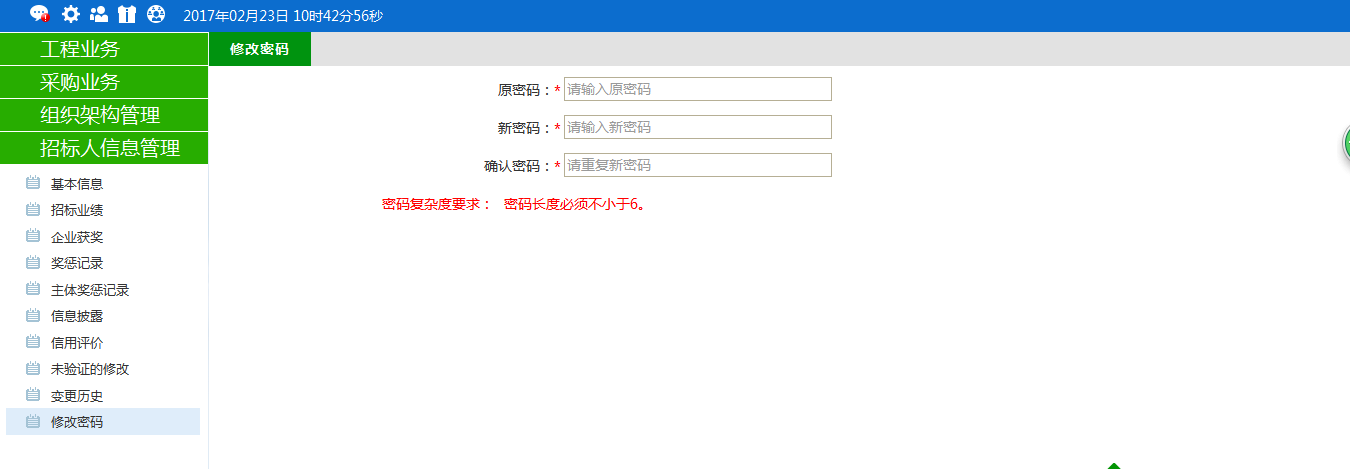 2017年02月23日 10时42分56秒
工程业务
采购业务
组织架构管理
招标人信息管理
基本信息
招标业绩
企业获奖
奖惩记录
主体奖惩记录
信息披露
信用评价
未验证的修改
变更历史
修改密码
修改密码
原密码：* 请输入原密码
新密码：* 请输入新密码
确认密码：* 请重复新密码
密码复杂度要求： 密码长度必须不小于6。